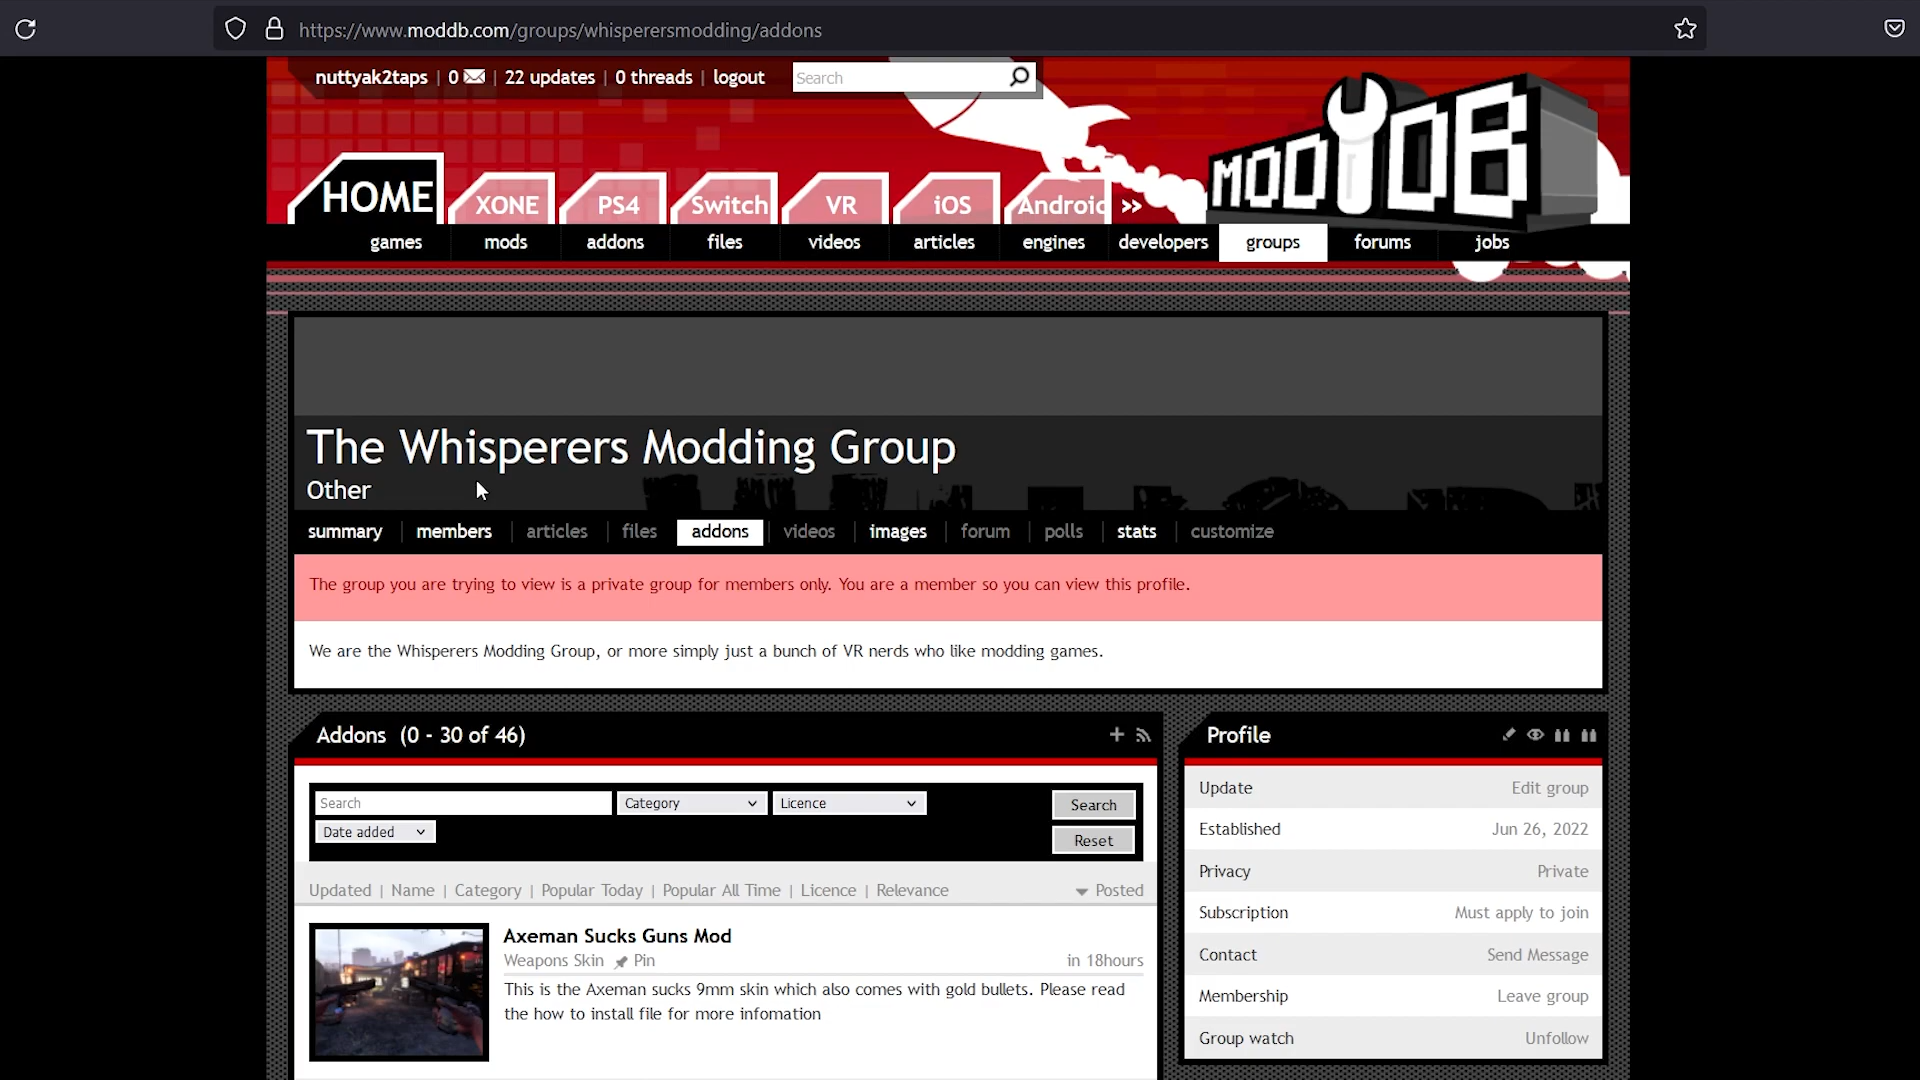 https://www.moddb.com/groups/whisperersmodding/addons
nuttyak2taps | 0 | 22 updates | 0 threads | logout
Search
MODDB
HOME XONE PS4 Switch VR iOS Android >>
games mods addons files videos articles engines developers groups forums jobs
The Whisperers Modding Group
Other
summary members articles files addons videos images forum polls stats customize
The group you are trying to view is a private group for members only. You are a member so you can view this profile.
We are the Whisperers Modding Group, or more simply just a bunch of VR nerds who like modding games.
Addons (0 - 30 of 46)
Search Category Licence Search
Date added Reset
Updated | Name | Category | Popular Today | Popular All Time | Licence | Relevance Posted
Axeman Sucks Guns Mod
Weapons Skin Pin in 18hours
This is the Axeman sucks 9mm skin which also comes with gold bullets. Please read
the how to install file for more infomation
Profile
Update Edit group
Established Jun 26, 2022
Privacy Private
Subscription Must apply to join
Contact Send Message
Membership Leave group
Group watch Unfollow